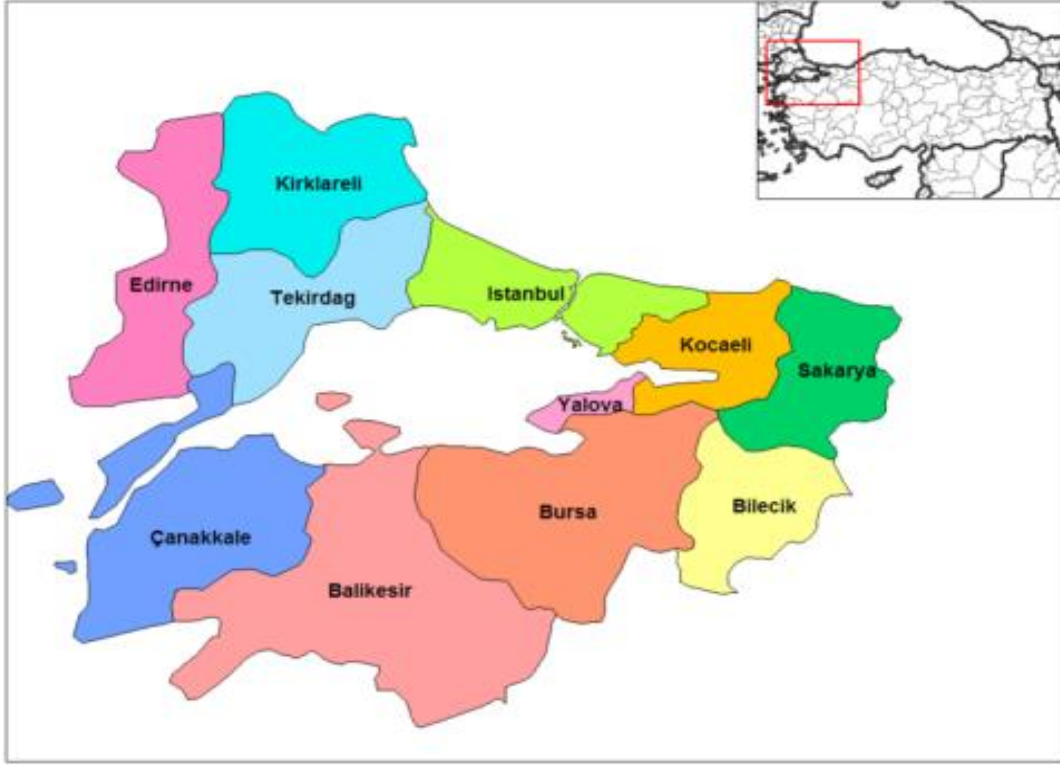 Kirklareli
Edirne
Tekirdag
Istanbul
Kocaeli
Sakarya
Yalova
Bursa
Bilecik
Çanakkale
Balikesir